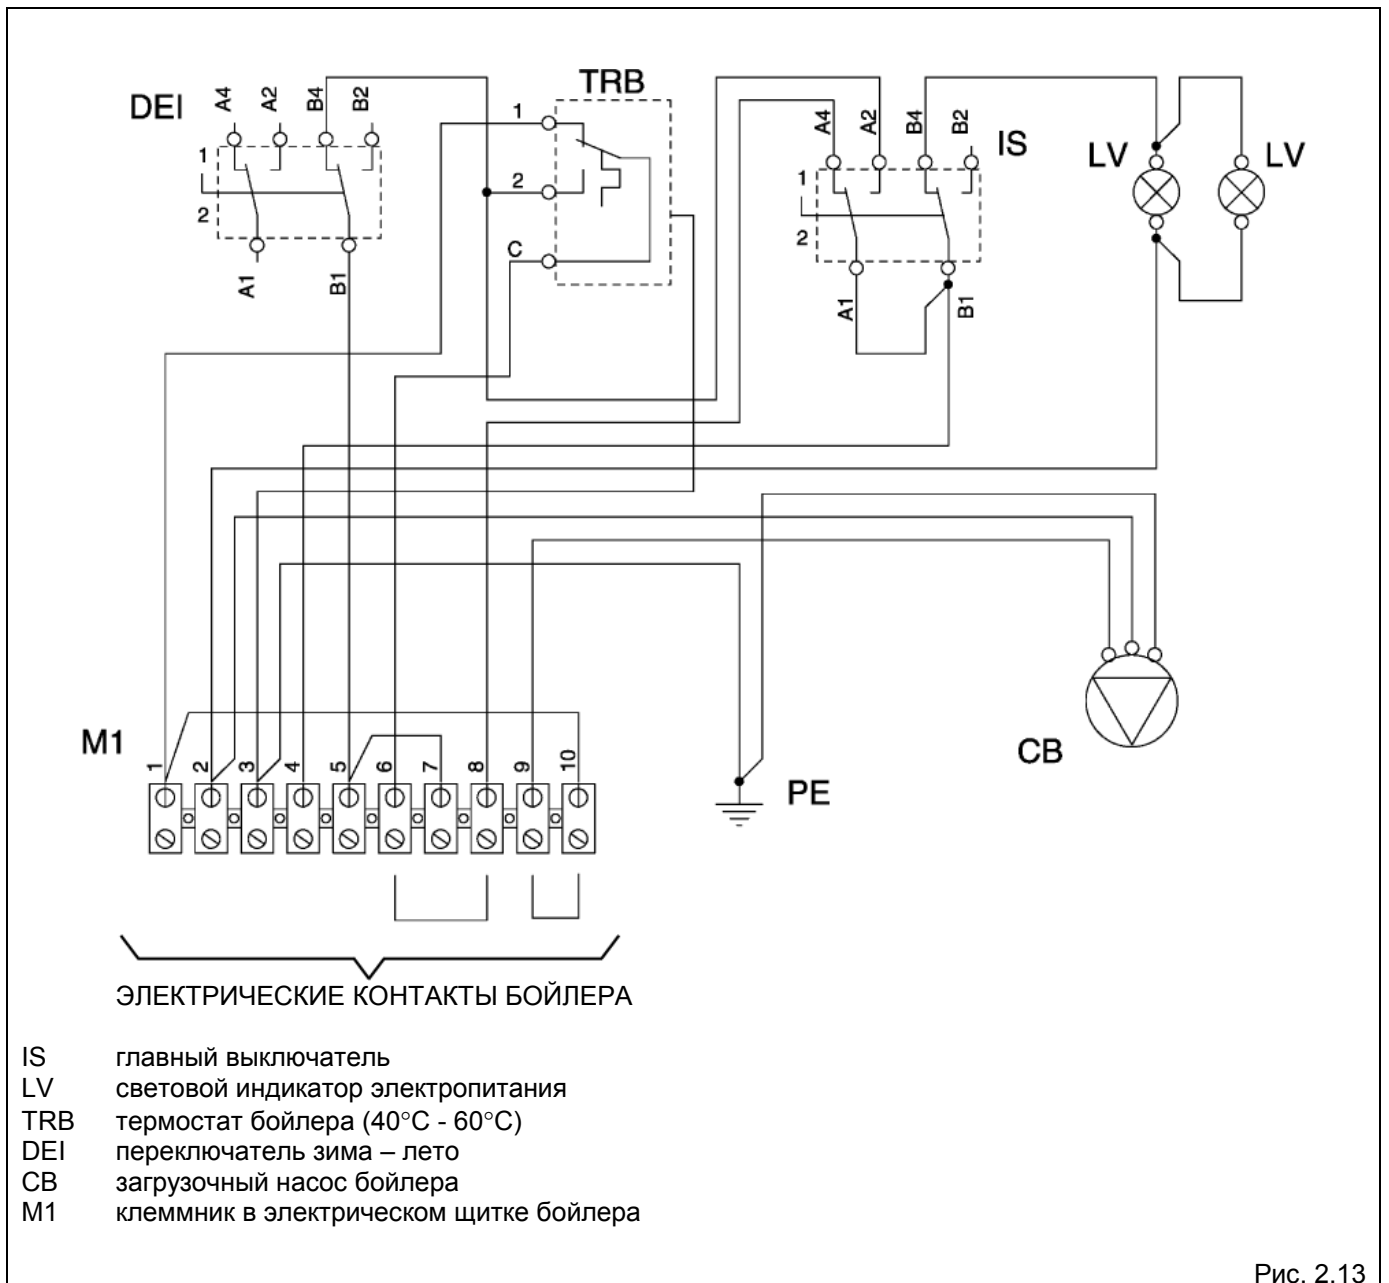 TRB
DEI
A4
A2
B4
B2
1
2
A1
B1
1
2
C
A4
A2
B4
B2
IS
1
2
A1
B1
LV
LV
M1
1
2
3
4
5
6
7
8
9
10
PE
CB
ЭЛЕКТРИЧЕСКИЕ КОНТАКТЫ БОЙЛЕРА
IS главный выключатель
LV световой индикатор электропитания
TRB термостат бойлера (40°C - 60°C)
DEI переключатель зима – лето
CB загрузочный насос бойлера
M1 клеммник в электрическом щитке бойлера
Рис. 2.13